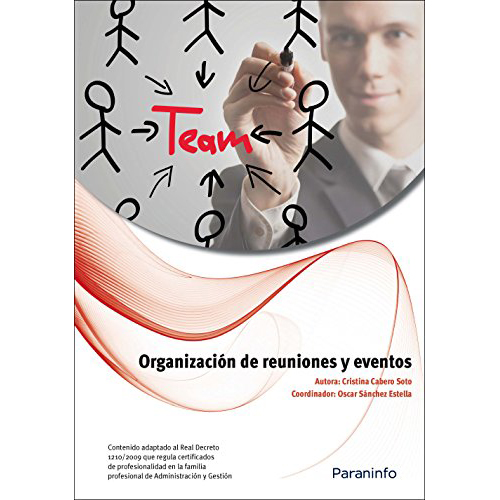 Team
Organización de reuniones y eventos
Autora: Cristina Cabero Soto
Coordinador: Oscar Sánchez Estella
Contenido adaptado al Real Decreto
1210/2009 que regula certificados
de profesionalidad en la familia
profesional de Administración y Gestión
Paraninfo